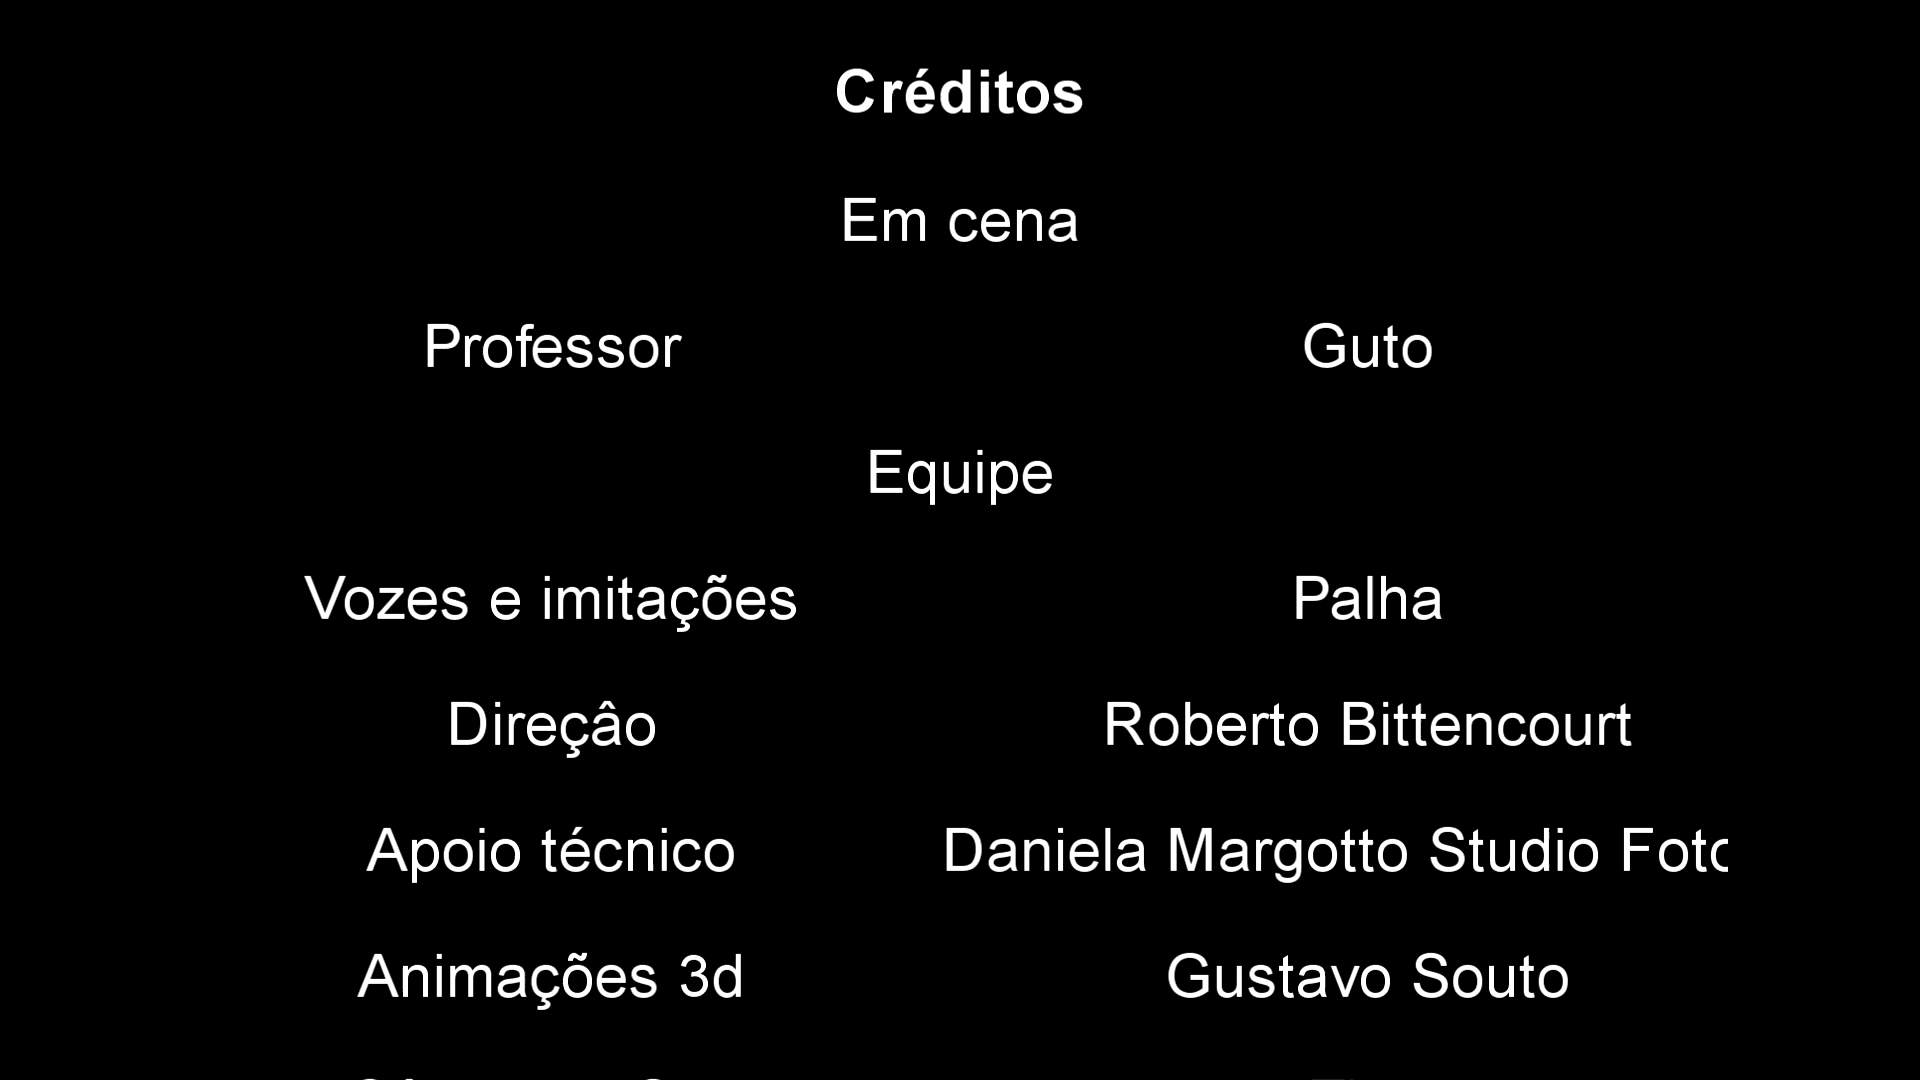 Créditos
Em cena
Professor Guto
Equipe
Vozes e imitações Palha
Direçâo Roberto Bittencourt
Apoio técnico Daniela Margotto Studio Foto
Animações 3d Gustavo Souto